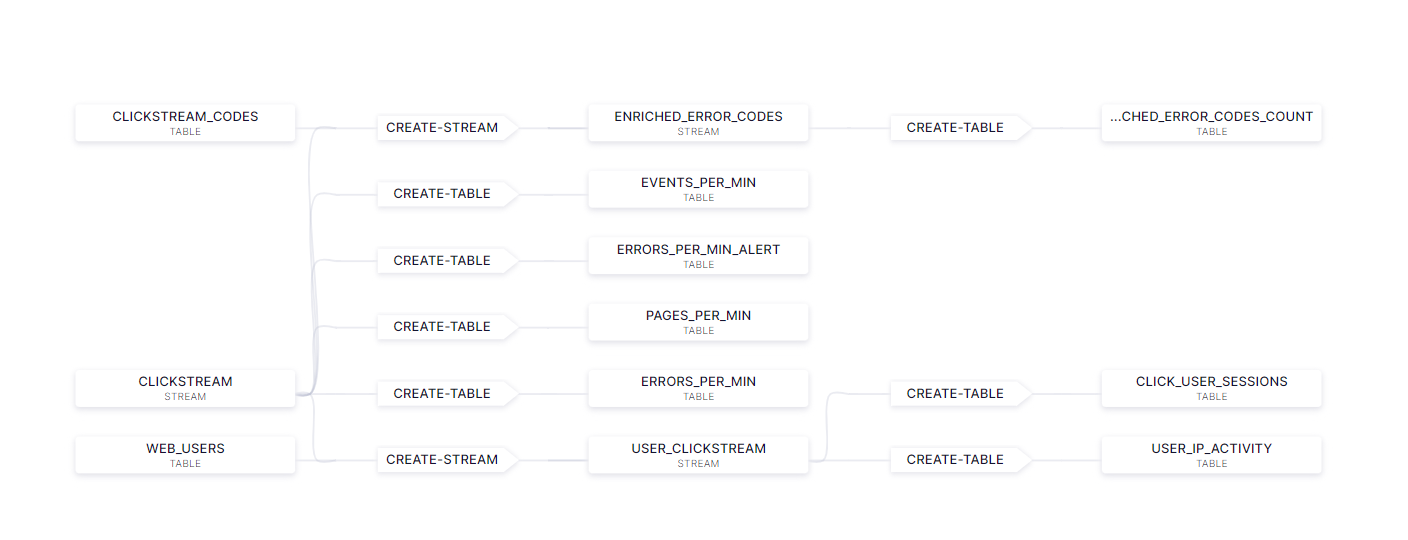 CLICKSTREAM_CODES
TABLE
CREATE-STREAM
ENRICHED_ERROR_CODES
STREAM
CREATE-TABLE
...CHED_ERROR_CODES_COUNT
TABLE
CREATE-TABLE
EVENTS_PER_MIN
TABLE
CREATE-TABLE
ERRORS_PER_MIN_ALERT
TABLE
CREATE-TABLE
PAGES_PER_MIN
TABLE
CLICKSTREAM
STREAM
CREATE-TABLE
ERRORS_PER_MIN
TABLE
CREATE-TABLE
CLICK_USER_SESSIONS
TABLE
WEB_USERS
TABLE
CREATE-STREAM
USER_CLICKSTREAM
STREAM
CREATE-TABLE
USER_IP_ACTIVITY
TABLE